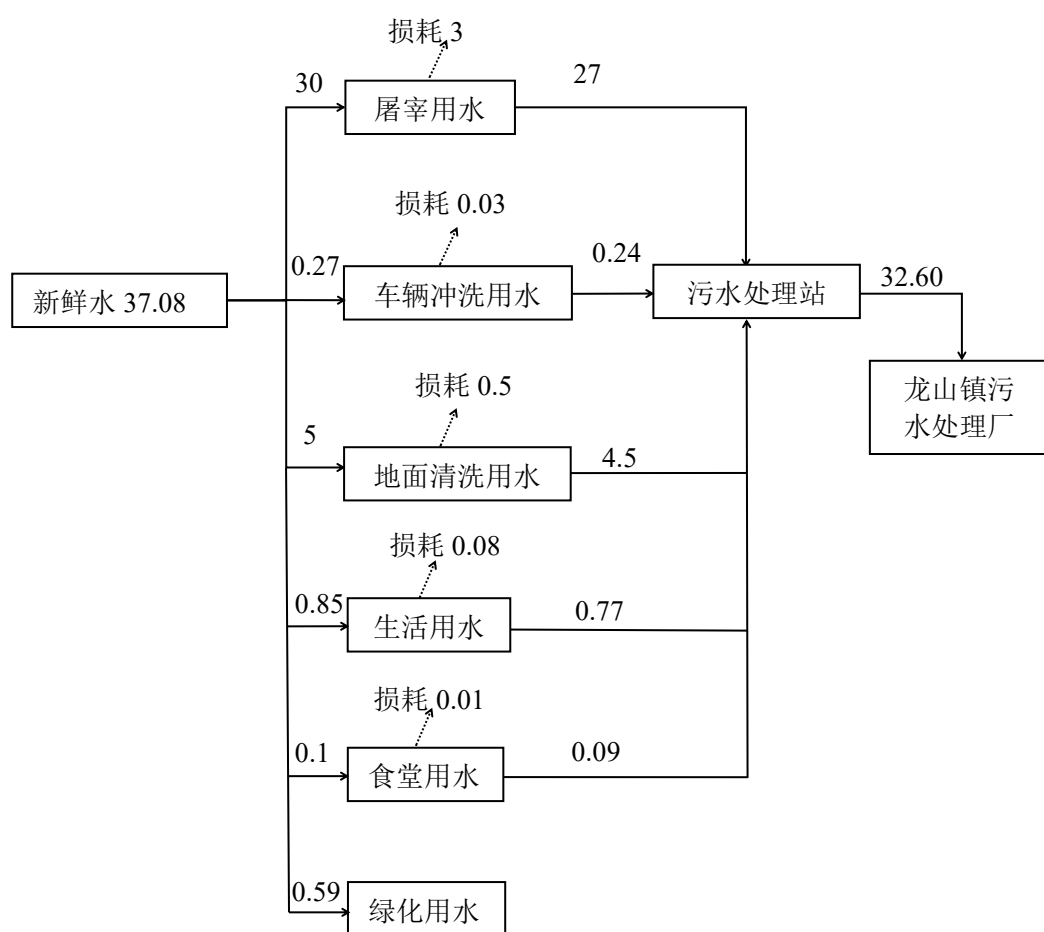 损耗 3
30
27
屠宰用水
损耗 0.03
0.27
0.24
新鲜水 37.08
车辆冲洗用水
污水处理站
32.60
损耗 0.5
龙山镇污
水处理厂
5
4.5
地面清洗用水
损耗 0.08
0.85
0.77
生活用水
损耗 0.01
0.1
0.09
食堂用水
0.59
绿化用水